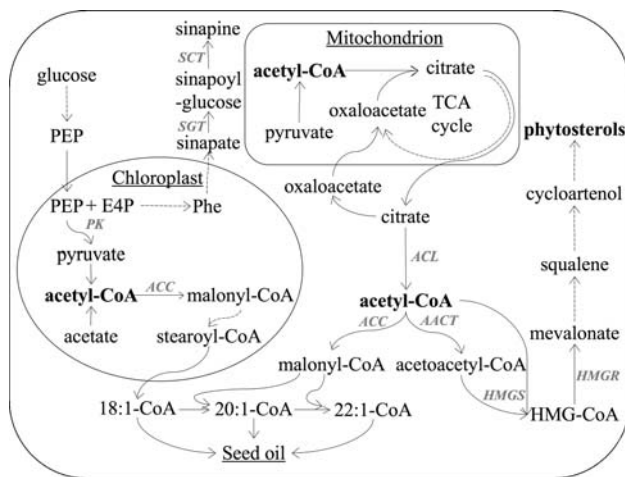 sinapine
SCT
sinapoyl
-glucose
SGT
sinapate
glucose
PEP
Chloroplast
PEP + E4P
Phe
PK
pyruvate
acetyl-CoA
ACC
malonyl-CoA
acetate
stearoyl-CoA
Mitochondrion
acetyl-CoA
citrate
oxaloacetate
TCA
cycle
pyruvate
oxaloacetate
citrate
ACL
acetyl-CoA
ACC
AACT
malonyl-CoA
acetoacetyl-CoA
HMGS
HMG-CoA
HMGR
mevalonate
squalene
cycloartenol
phytosterols
18:1-CoA
20:1-CoA
22:1-CoA
Seed oil